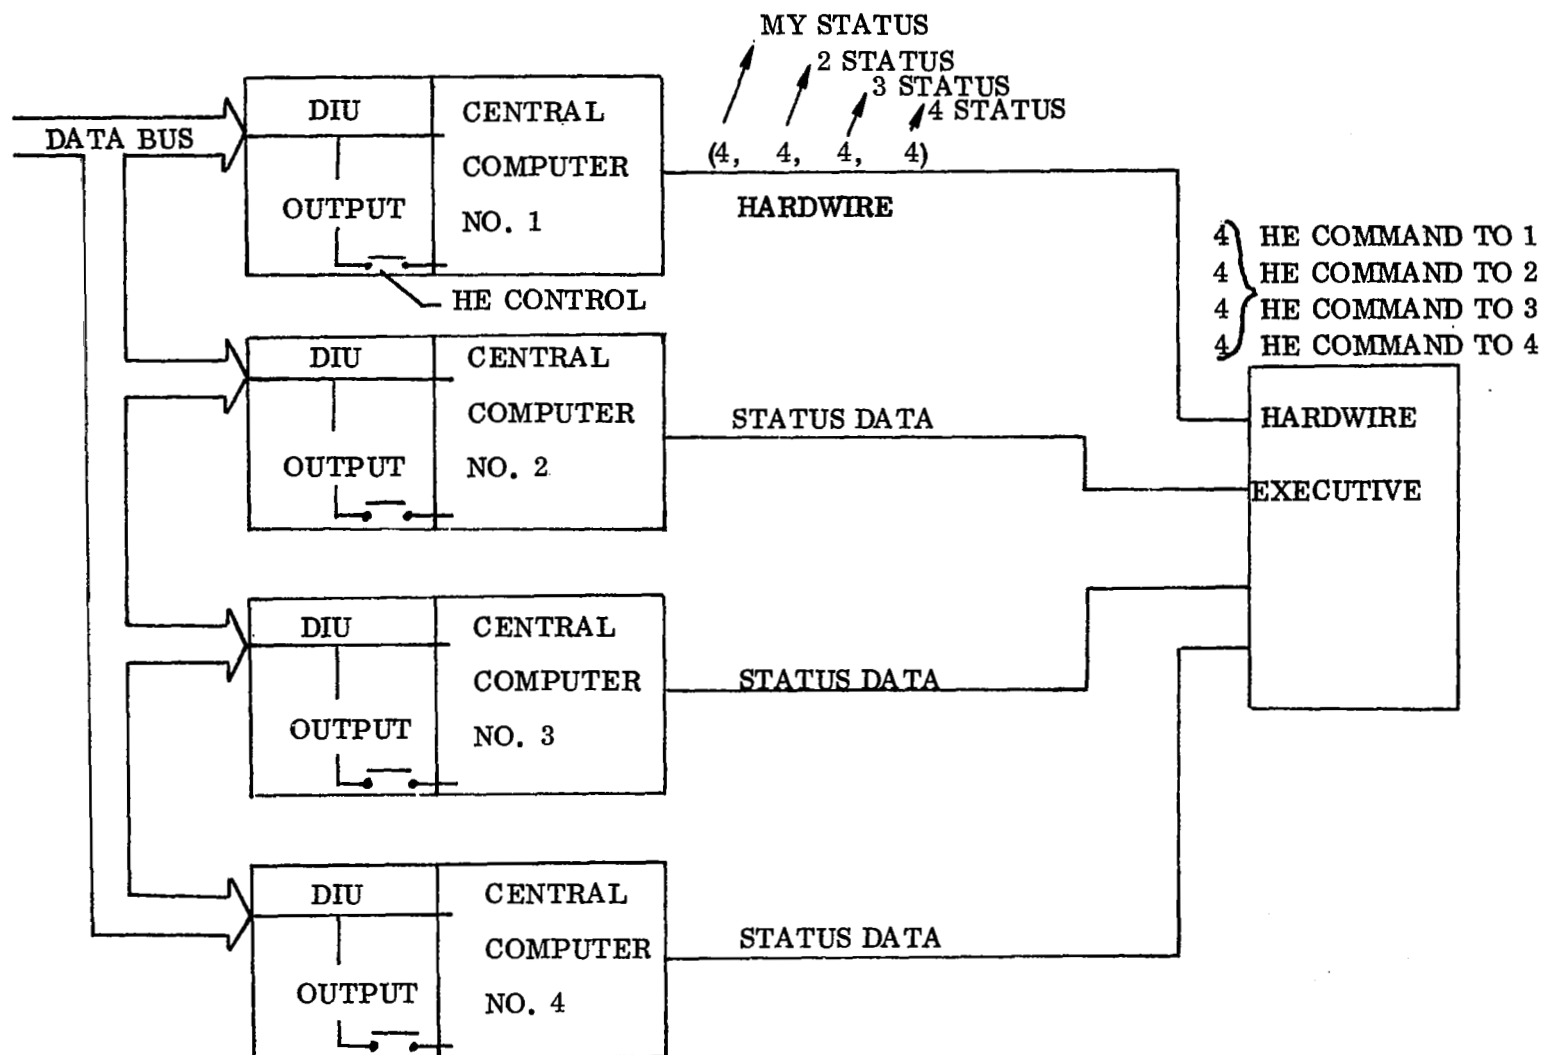 MY STATUS
2 STATUS
3 STATUS
4 STATUS
(4, 4, 4, 4)
HARDWIRE
DATA BUS
DIU
OUTPUT
CENTRAL
COMPUTER
NO. 1
HE CONTROL
4 HE COMMAND TO 1
4 HE COMMAND TO 2
4 HE COMMAND TO 3
4 HE COMMAND TO 4
DIU
OUTPUT
CENTRAL
COMPUTER
NO. 2
STATUS DATA
HARDWIRE
EXECUTIVE
DIU
OUTPUT
CENTRAL
COMPUTER
NO. 3
STATUS DATA
DIU
OUTPUT
CENTRAL
COMPUTER
NO. 4
STATUS DATA